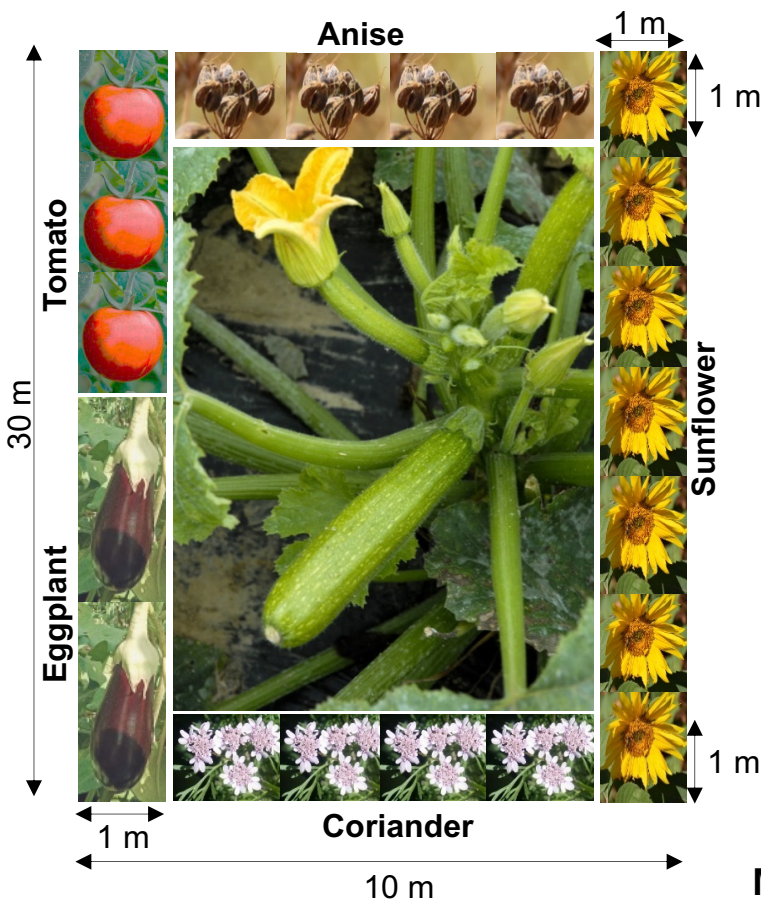 Anise
1 m
1 m
Tomato
30 m
Sunflower
Eggplant
1 m
Coriander
1 m
10 m